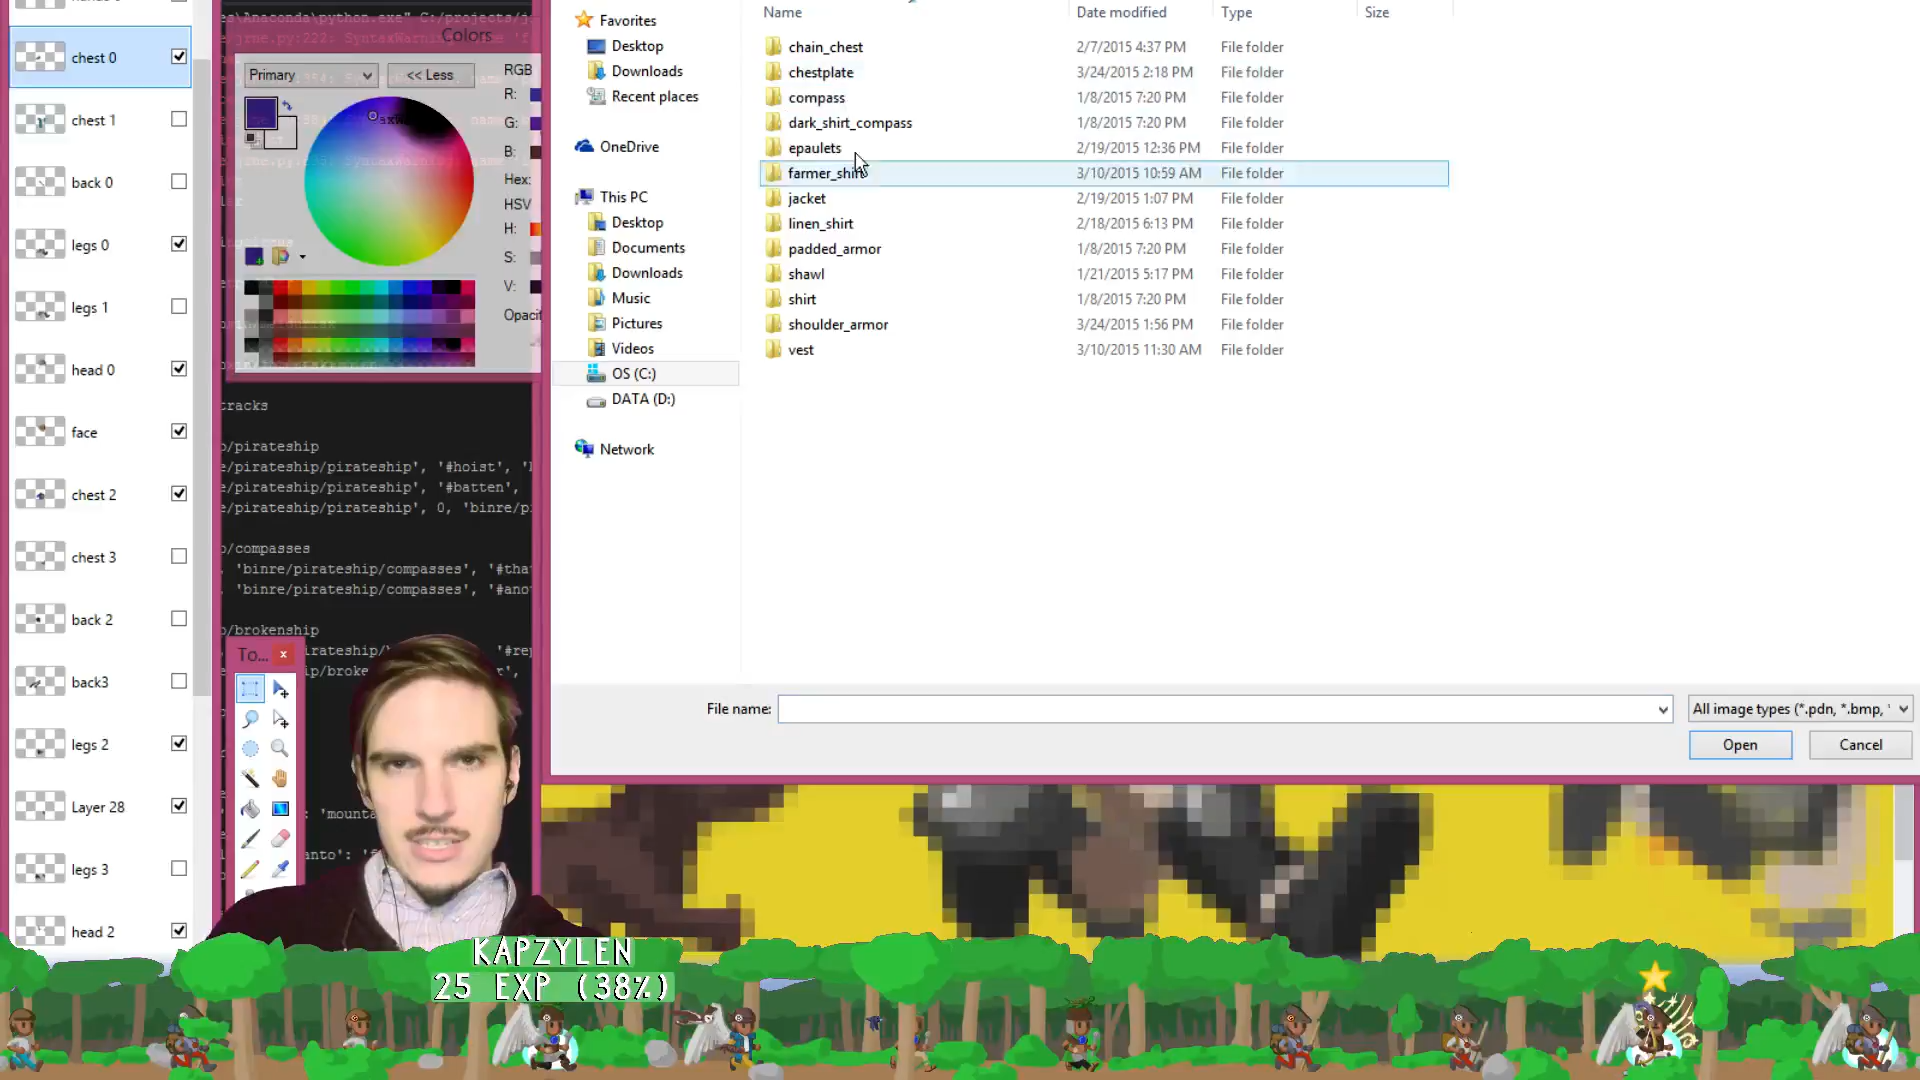 chest 0
chest 1
back 0
legs 0
legs 1
head 0
face
chest 2
chest 3
back 2
back3
legs 2
Layer 28
legs 3
head 2
Colors
Primary
<< Less
RGB
R:
G:
B:
Hex:
HSV
H:
S:
V:
tracks
/pirateship
e/pirateship/pirateship', '#hoist',
e/pirateship/pirateship', '#batten',
e/pirateship/pirateship', 0, 'binre/p
/compasses
'binre/pirateship/compasses', '#tha
'binre/pirateship/compasses', '#ano
/brokenship
To...
Favorites
Desktop
Downloads
Recent places
OneDrive
This PC
Desktop
Documents
Downloads
Music
Pictures
Videos
OS (C:)
DATA (D:)
Network
Name Date modified Type Size
chain_chest 2/7/2015 4:37 PM File folder
chestplate 3/24/2015 2:18 PM File folder
compass 1/8/2015 7:20 PM File folder
dark_shirt_compass 1/8/2015 7:20 PM File folder
epaulets 2/19/2015 12:36 PM File folder
farmer_shirt 3/10/2015 10:59 AM File folder
jacket 2/19/2015 1:07 PM File folder
linen_shirt 2/18/2015 6:13 PM File folder
padded_armor 1/8/2015 7:20 PM File folder
shawl 1/21/2015 5:17 PM File folder
shirt 1/8/2015 7:20 PM File folder
shoulder_armor 3/24/2015 1:56 PM File folder
vest 3/10/2015 11:30 AM File folder
File name:
All image types (*.pdn, *.bmp,
Open
Cancel
KAPZYLEN
25 EXP (38%)